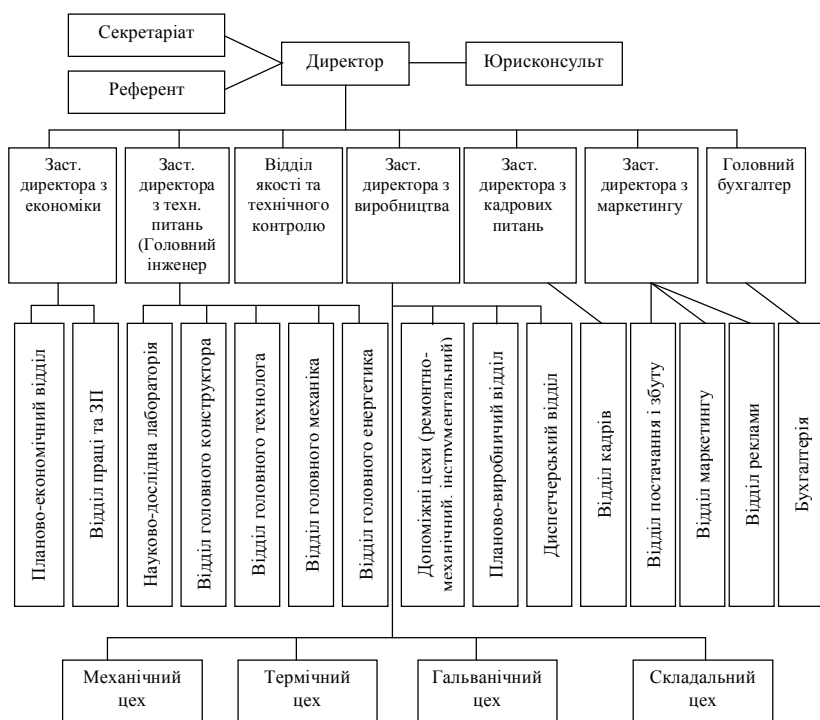 Секретаріат
Директор
Юрисконсульт
Референт
Заст.
директора з
економіки
Заст.
директора
з техн.
питань
(Головний
інженер
Відділ
якості та
технічного
контролю
Заст.
директора з
виробництва
Заст.
директора з
кадрових
питань
Заст.
директора з
маркетингу
Головний
бухгалтер
Планово-економічний відділ
Відділ праці та ЗП
Науково-дослідна лабораторія
Відділ головного конструктора
Відділ головного технолога
Відділ головного механіка
Відділ головного енергетика
Допоміжні цехи (ремонтно-
механічний. інструментальний)
Планово-виробничий відділ
Диспетчерський відділ
Відділ кадрів
Відділ постачання і збуту
Відділ маркетингу
Відділ реклами
Бухгалтерія
Механічний
цех
Термічний
цех
Гальванічний
цех
Складальний
цех